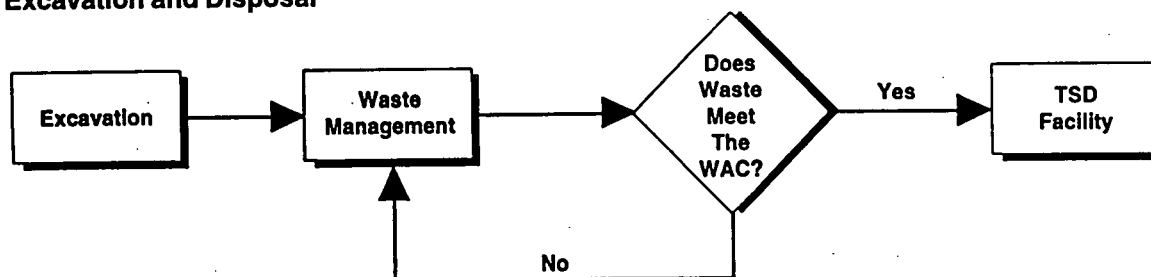 Excavation and Disposal
Excavation
Waste
Management
Does
Waste
Meet
The
WAC?
Yes
TSD
Facility
No